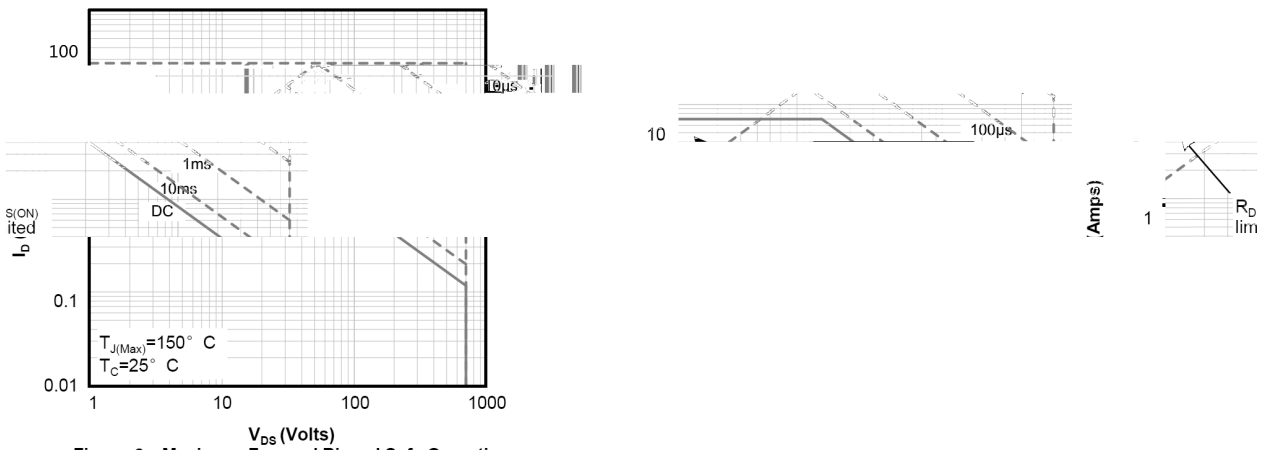 100
10µs
10
100µs
1ms
10ms
DC
S(ON)
ited
I_D (
(Amps)
1
R_D
lim
0.1
T_J(Max)=150° C
T_C=25° C
0.01
1 10 100 1000
V_DS (Volts)